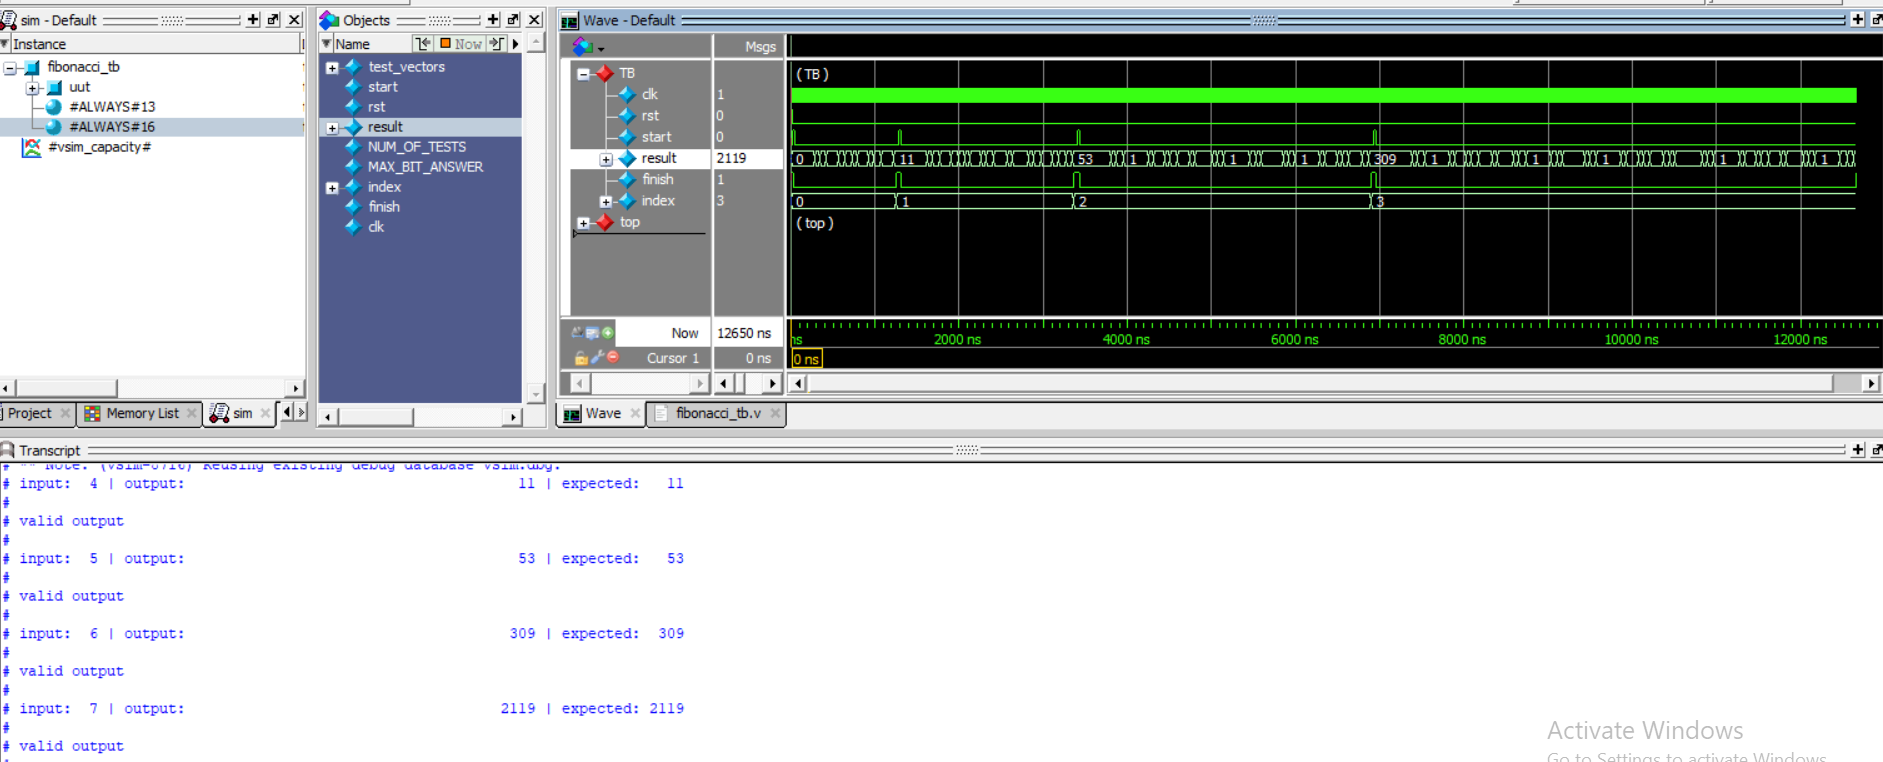 sim - Default
Instance
fibonacci_tb
uut
#ALWAYS#13
#ALWAYS#16
#vsim_capacity#
Project
Memory List
sim
Objects
Name
Now
test_vectors
start
rst
result
NUM_OF_TESTS
MAX_BIT_ANSWER
index
finish
clk
Wave - Default
Msgs
TB
(TB)
clk 1
rst 0
start 0
result 2119 0 11 53 1 1 1 309 1 1 1 1 1
finish 1
index 3 0 1 2 3
top
(top)
Now 12650 ns
ns 2000 ns 4000 ns 6000 ns 8000 ns 10000 ns 12000 ns
Cursor 1 0 ns 0 ns
Wave
fibonacci_tb.v
Transcript
# ** Note: (vsim-8716) Reusing existing debug database vsim.dbg.
# input: 4 | output: 11 | expected: 11
#
# valid output
#
# input: 5 | output: 53 | expected: 53
#
# valid output
#
# input: 6 | output: 309 | expected: 309
#
# valid output
#
# input: 7 | output: 2119 | expected: 2119
#
# valid output
Activate Windows
Go to Settings to activate Windows.